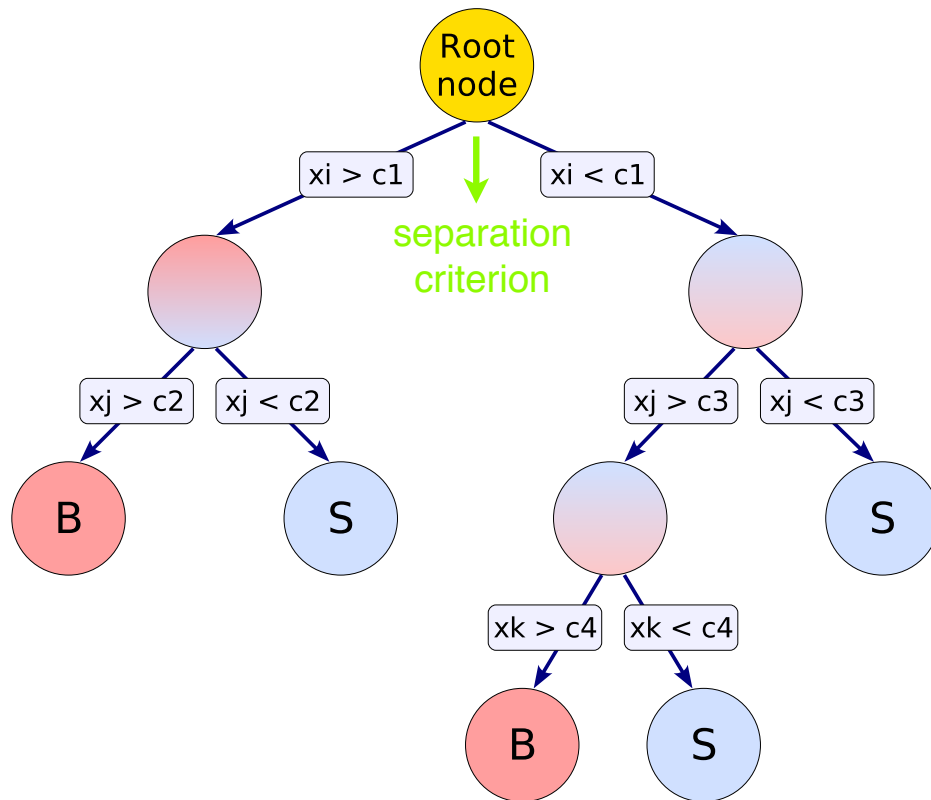 Root
node
xi > c1
xi < c1
separation
criterion
xj > c2
xj < c2
xj > c3
xj < c3
B
S
S
xk > c4
xk < c4
B
S